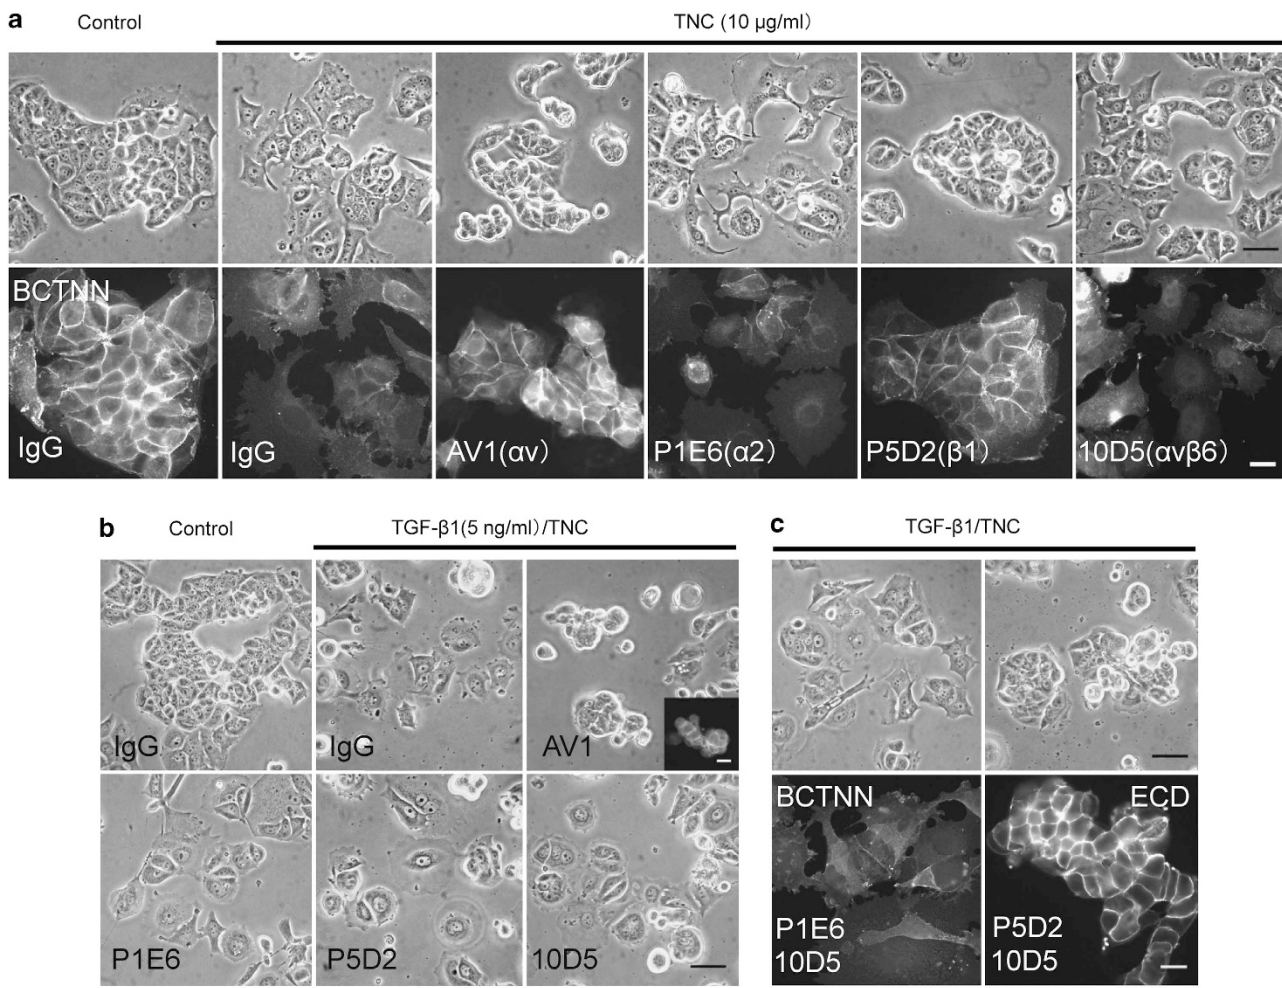 a
Control
TNC (10 µg/ml)
BCTNN
IgG
IgG
AV1(αv)
P1E6(α2)
P5D2(β1)
10D5(αvβ6)
b
Control
TGF-β1(5 ng/ml)/TNC
IgG
IgG
AV1
P1E6
P5D2
10D5
c
TGF-β1/TNC
BCTNN
ECD
P1E6
10D5
P5D2
10D5